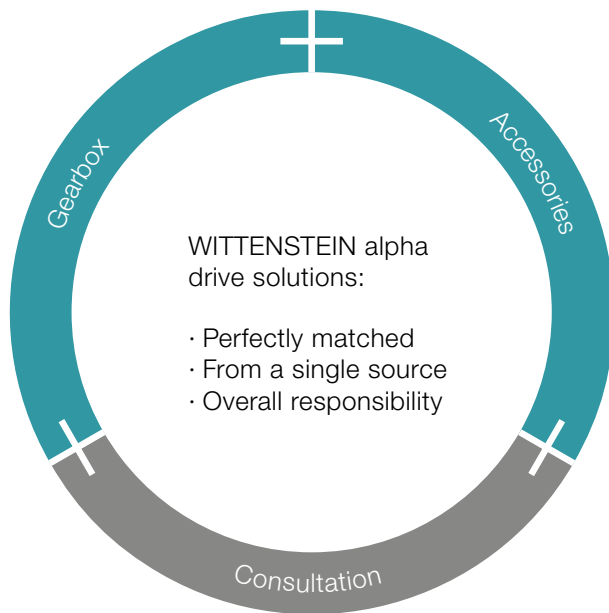 Gearbox
Accessories
WITTENSTEIN alpha
drive solutions:
· Perfectly matched
· From a single source
· Overall responsibility
Consultation